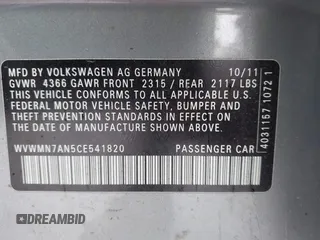 MFD. BY VOLKSWAGEN AG GERMANY 10/11
GVWR 4366 GAWR FRONT 2315 / REAR 2117 LBS
THIS VEHICLE CONFORMS TO ALL APPLICABLE U.S.
FEDERAL MOTOR VEHICLE SAFETY, BUMPER AND
THEFT PREVENTION STANDARDS IN EFFECT ON THE
DATE OF MANUFACTURE SHOWN ABOVE
WVWMN7AN5CE541820 PASSENGER CAR
4031167 1072 1